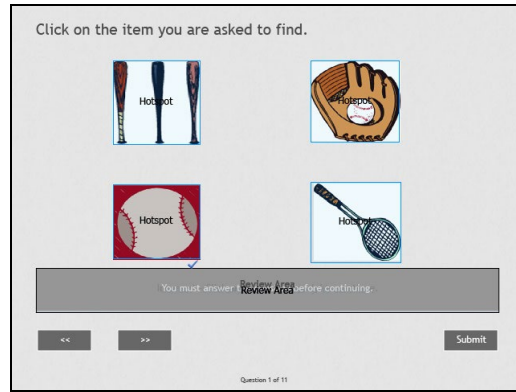 Click on the item you are asked to find.
Hotspot
Hotspot
Hotspot
Hotspot
You must answer before continuing.
Review Area
Review Area
<<
>>
Submit
Question 1 of 11